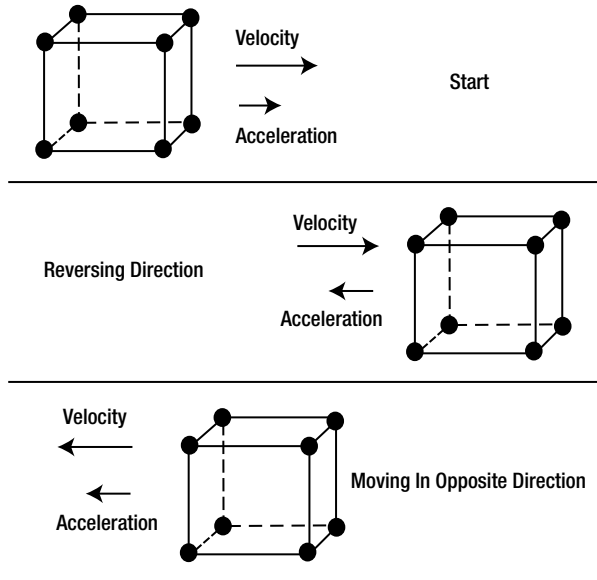 Velocity
Start
Acceleration
Velocity
Reversing Direction
Acceleration
Velocity
Moving In Opposite Direction
Acceleration